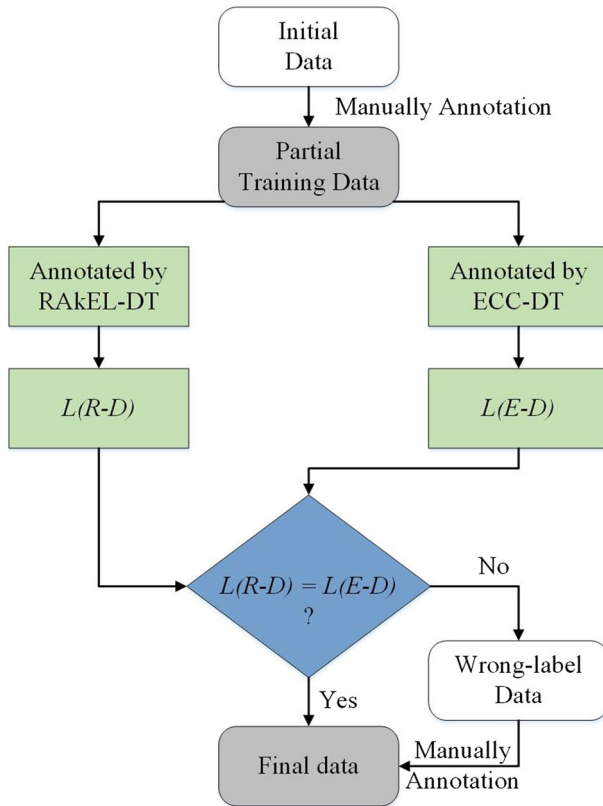 Initial
Data
Manually Annotation
Partial
Training Data
Annotated by
RAkEL-DT
Annotated by
ECC-DT
L(R-D)
L(E-D)
L(R-D) = L(E-D)
?
No
Wrong-label
Data
Yes
Final data
Manually
Annotation